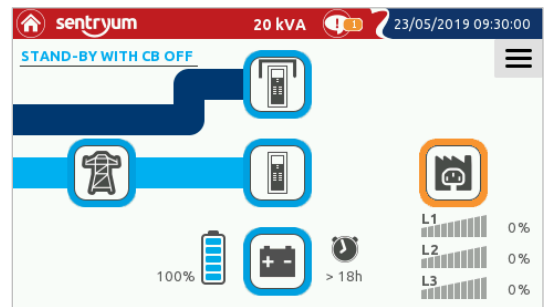 sentryum 20 kVA 1 23/05/2019 09:30:00
STAND-BY WITH CB OFF
L1 0%
L2 0%
100% > 18h
L3 0%